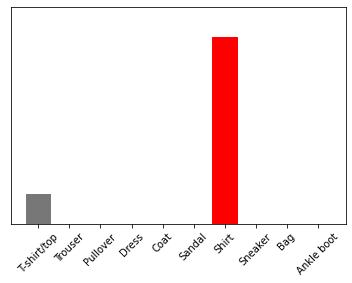 T-shirt/top
Trouser
Pullover
Dress
Coat
Sandal
Shirt
Sneaker
Bag
Ankle boot